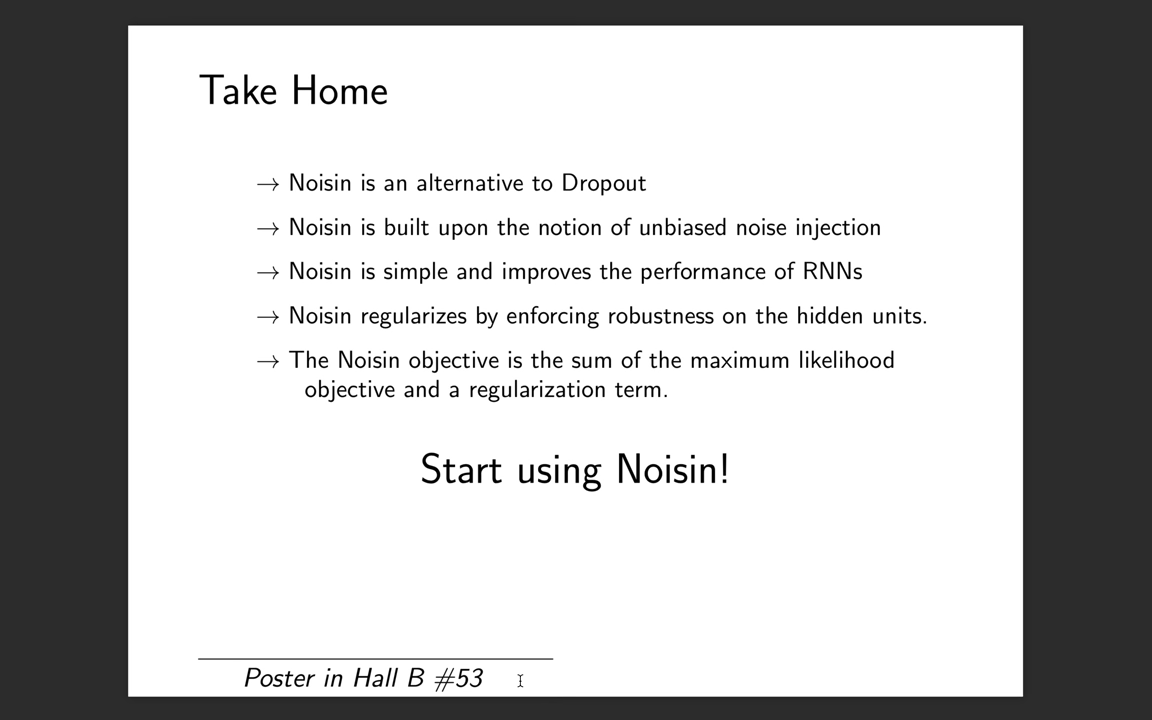 Take Home
→ Noisin is an alternative to Dropout
→ Noisin is built upon the notion of unbiased noise injection
→ Noisin is simple and improves the performance of RNNs
→ Noisin regularizes by enforcing robustness on the hidden units.
→ The Noisin objective is the sum of the maximum likelihood
objective and a regularization term.
Start using Noisin!
Poster in Hall B #53